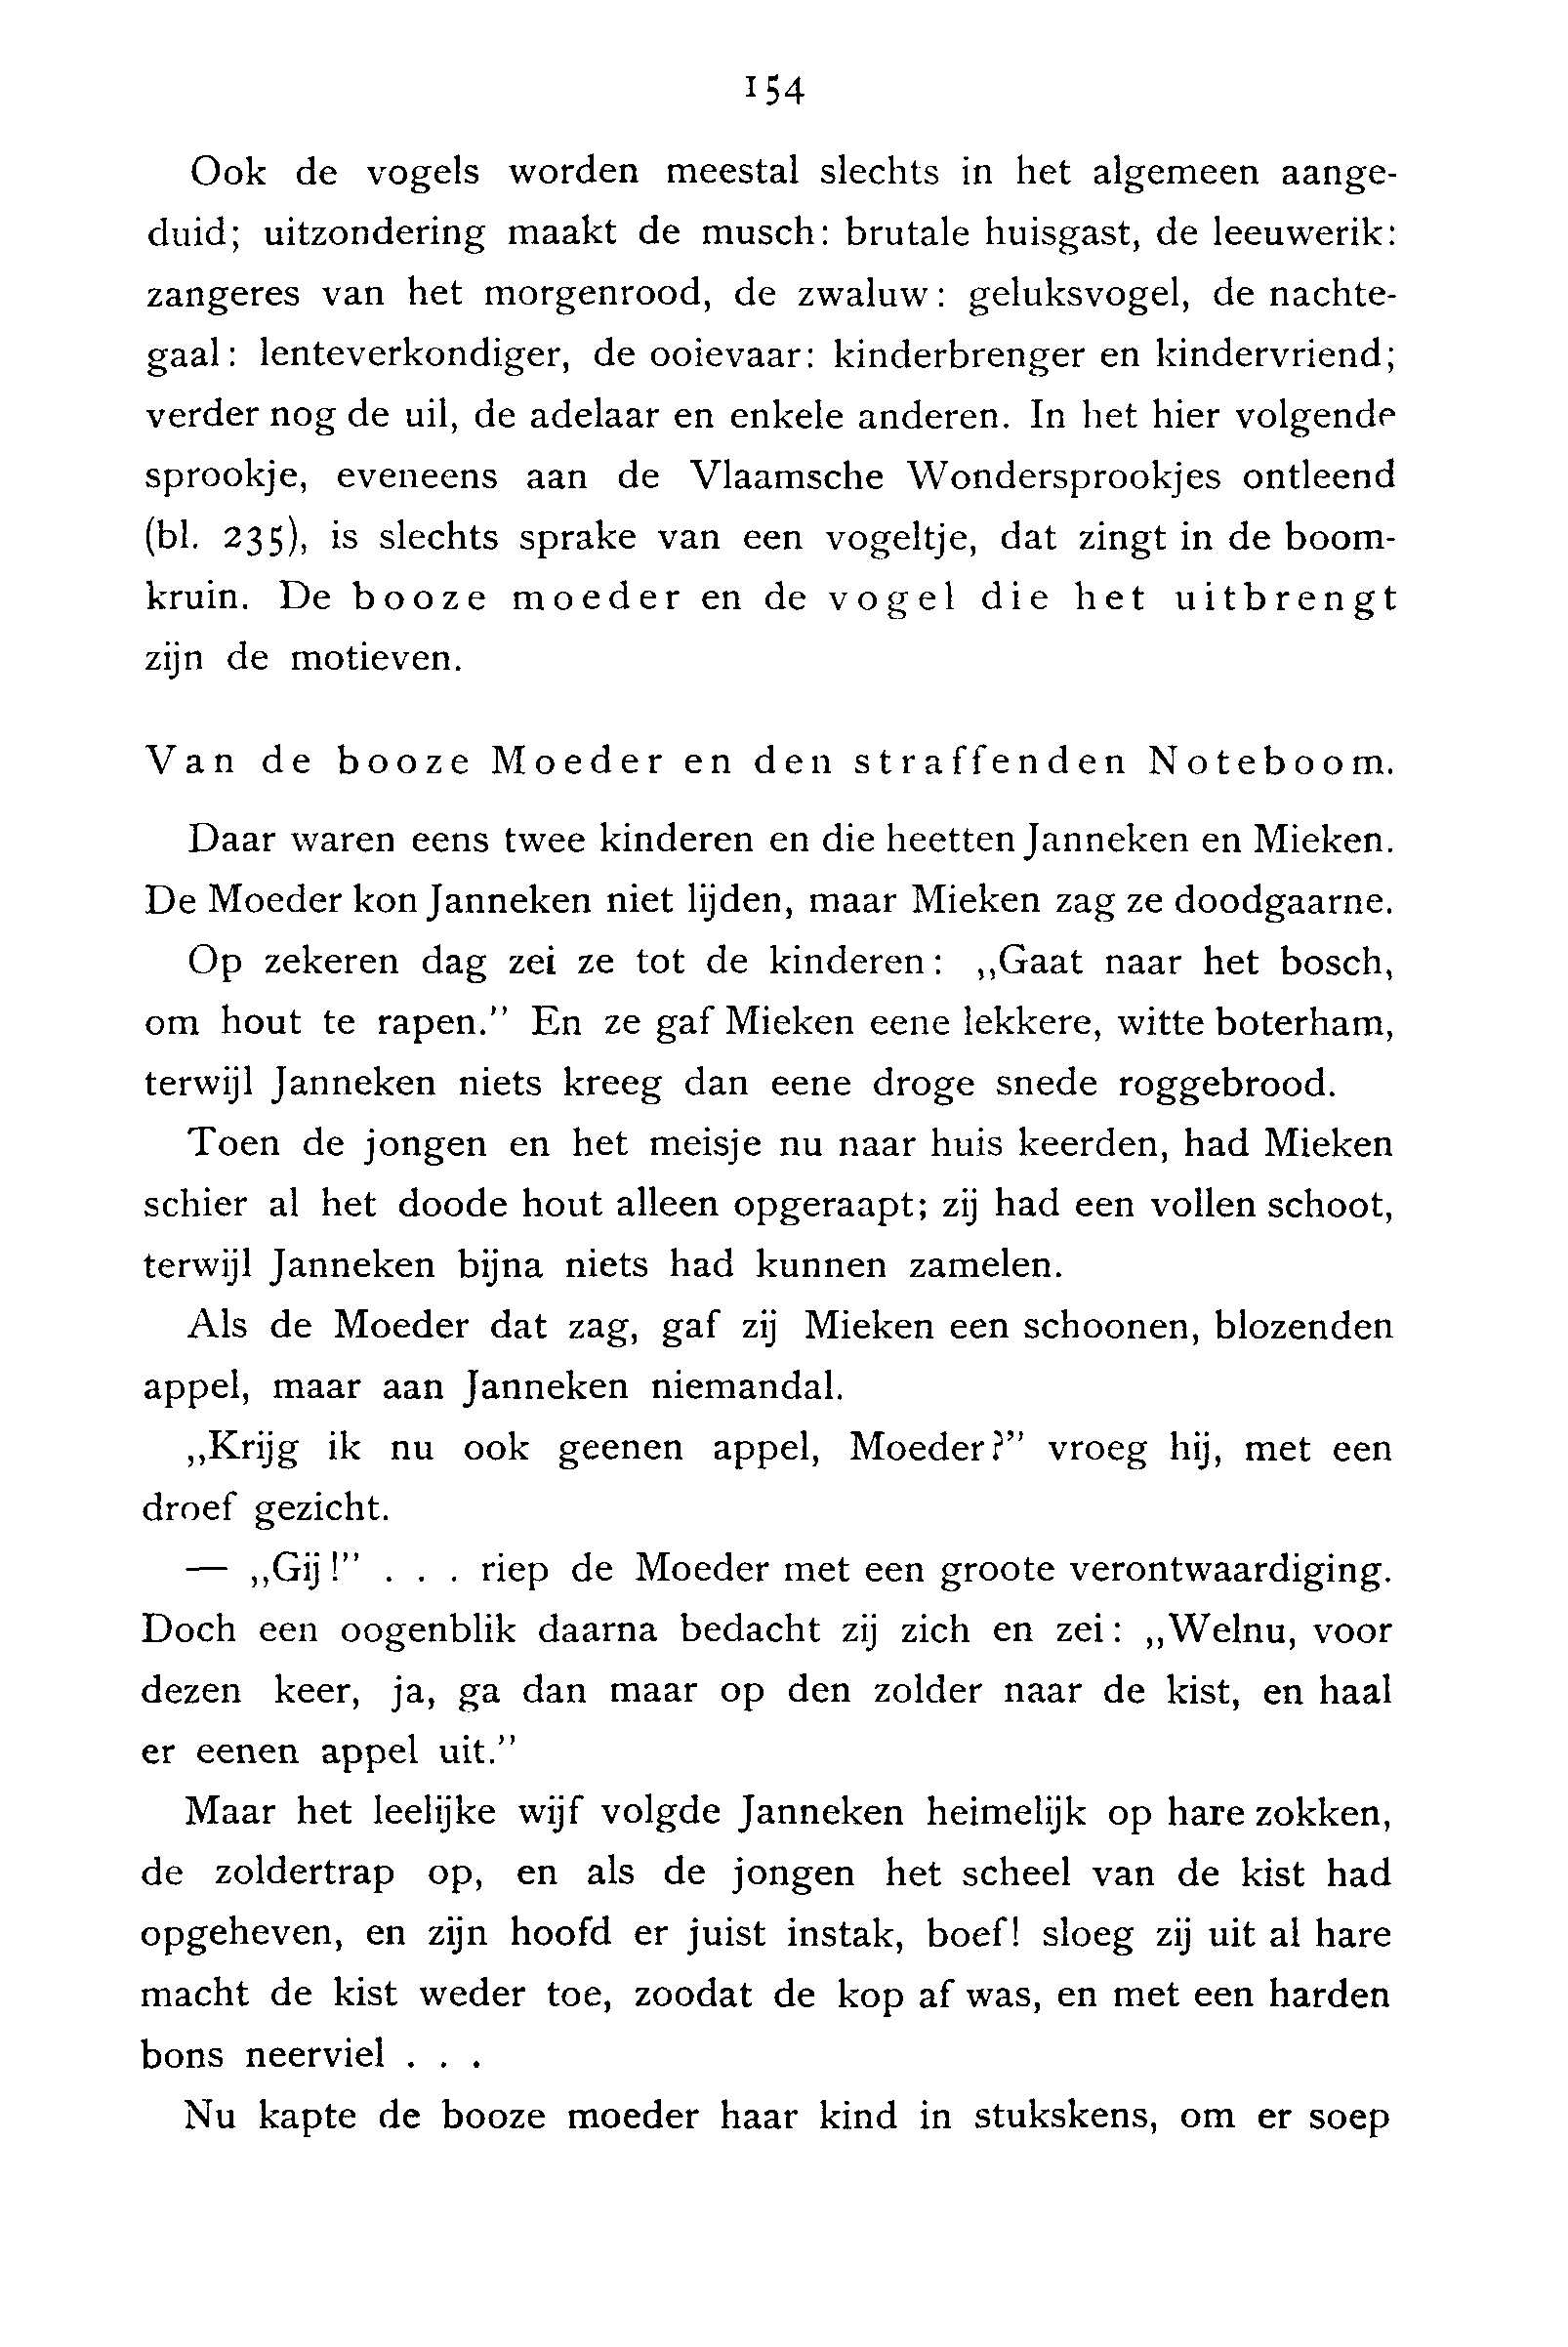 154
Ook de vogels worden meestal slechts in het algemeen aange-
duid; uitzondering maakt de musch: brutale huisgast, de leeuwerik:
zangeres van het morgenrood, de zwaluw: geluksvogel, de nachte-
gaal: lenteverkondiger, de ooievaar: kinderbrenger en kindervriend;
verder nog de uil, de adelaar en enkele anderen. In het hier volgende
sprookje, eveneens aan de Vlaamsche Wondersprookjes ontleend
(bl. 235), is slechts sprake van een vogeltje, dat zingt in de boom-
kruin. De booze moeder en de vogel die het uitbrengt
zijn de motieven.
Van de booze Moeder en den straffenden Noteboom.
Daar waren eens twee kinderen en die heetten Janneken en Mieken.
De Moeder kon Janneken niet lijden, maar Mieken zag ze doodgaarne.
Op zekeren dag zei ze tot de kinderen: „Gaat naar het bosch,
om hout te rapen.” En ze gaf Mieken eene lekkere, witte boterham,
terwijl Janneken niets kreeg dan eene droge snede roggebrood.
Toen de jongen en het meisje nu naar huis keerden, had Mieken
schier al het doode hout alleen opgeraapt; zij had een vollen schoot,
terwijl Janneken bijna niets had kunnen zamelen.
Als de Moeder dat zag, gaf zij Mieken een schoonen, blozenden
appel, maar aan Janneken niemandal.
„Krijg ik nu ook geenen appel, Moeder?” vroeg hij, met een
droef gezicht.
— „Gij!” . . . riep de Moeder met een groote verontwaardiging.
Doch een oogenblik daarna bedacht zij zich en zei: „Welnu, voor
dezen keer, ja, ga dan maar op den zolder naar de kist, en haal
er eenen appel uit.”
Maar het leelijke wijf volgde Janneken heimelijk op hare zokken,
de zoldertrap op, en als de jongen het scheel van de kist had
opgeheven, en zijn hoofd er juist instak, boef! sloeg zij uit al hare
macht de kist weder toe, zoodat de kop af was, en met een harden
bons neerviel . . .
Nu kapte de booze moeder haar kind in stukskens, om er soep